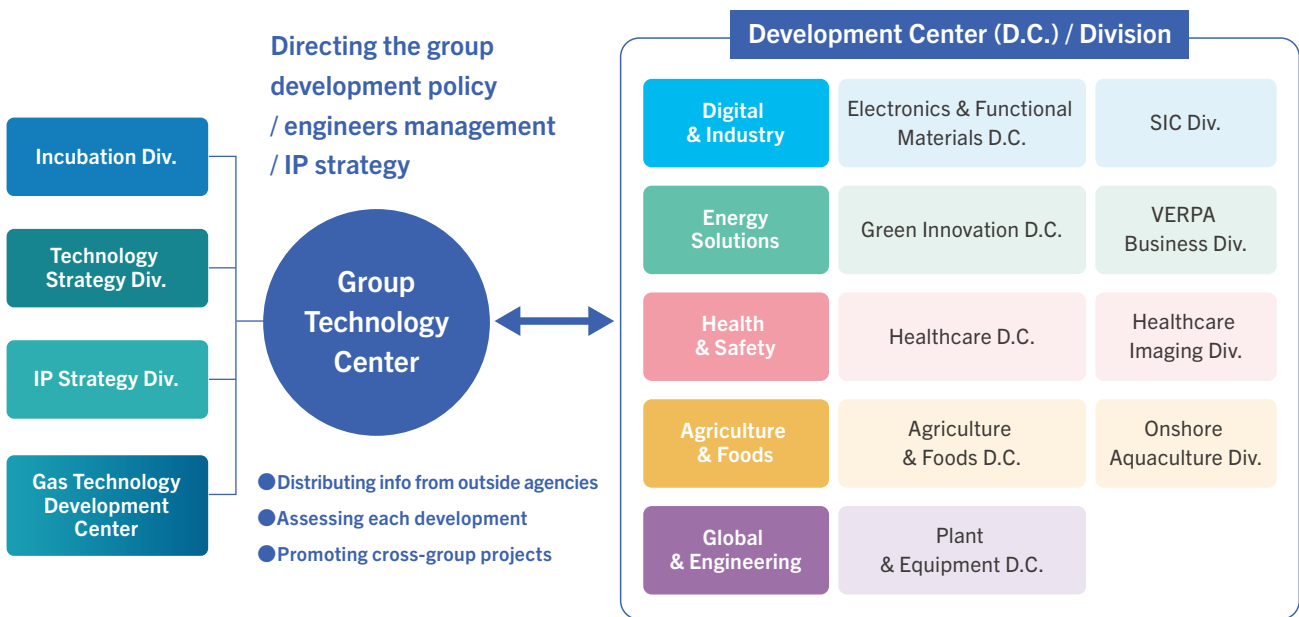 Directing the group
development policy
/ engineers management
/ IP strategy
Incubation Div.
Technology
Strategy Div.
IP Strategy Div.
Gas Technology
Development
Center
Group
Technology
Center
●Distributing info from outside agencies
●Assessing each development
●Promoting cross-group projects
Development Center (D.C.) / Division
Digital
& Industry
Electronics & Functional
Materials D.C.
SIC Div.
Energy
Solutions
Green Innovation D.C.
VERPA
Business Div.
Health
& Safety
Healthcare D.C.
Healthcare
Imaging Div.
Agriculture
& Foods
Agriculture
& Foods D.C.
Onshore
Aquaculture Div.
Global
& Engineering
Plant
& Equipment D.C.